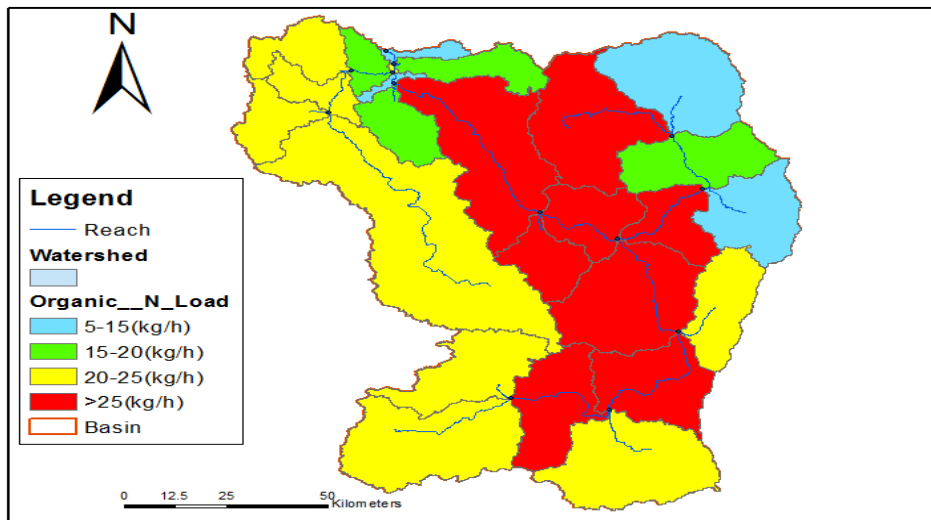 N
Legend
Reach
Watershed
Organic__N_Load
5-15(kg/h)
15-20(kg/h)
20-25(kg/h)
>25(kg/h)
Basin
0 12.5 25 50
Kilometers